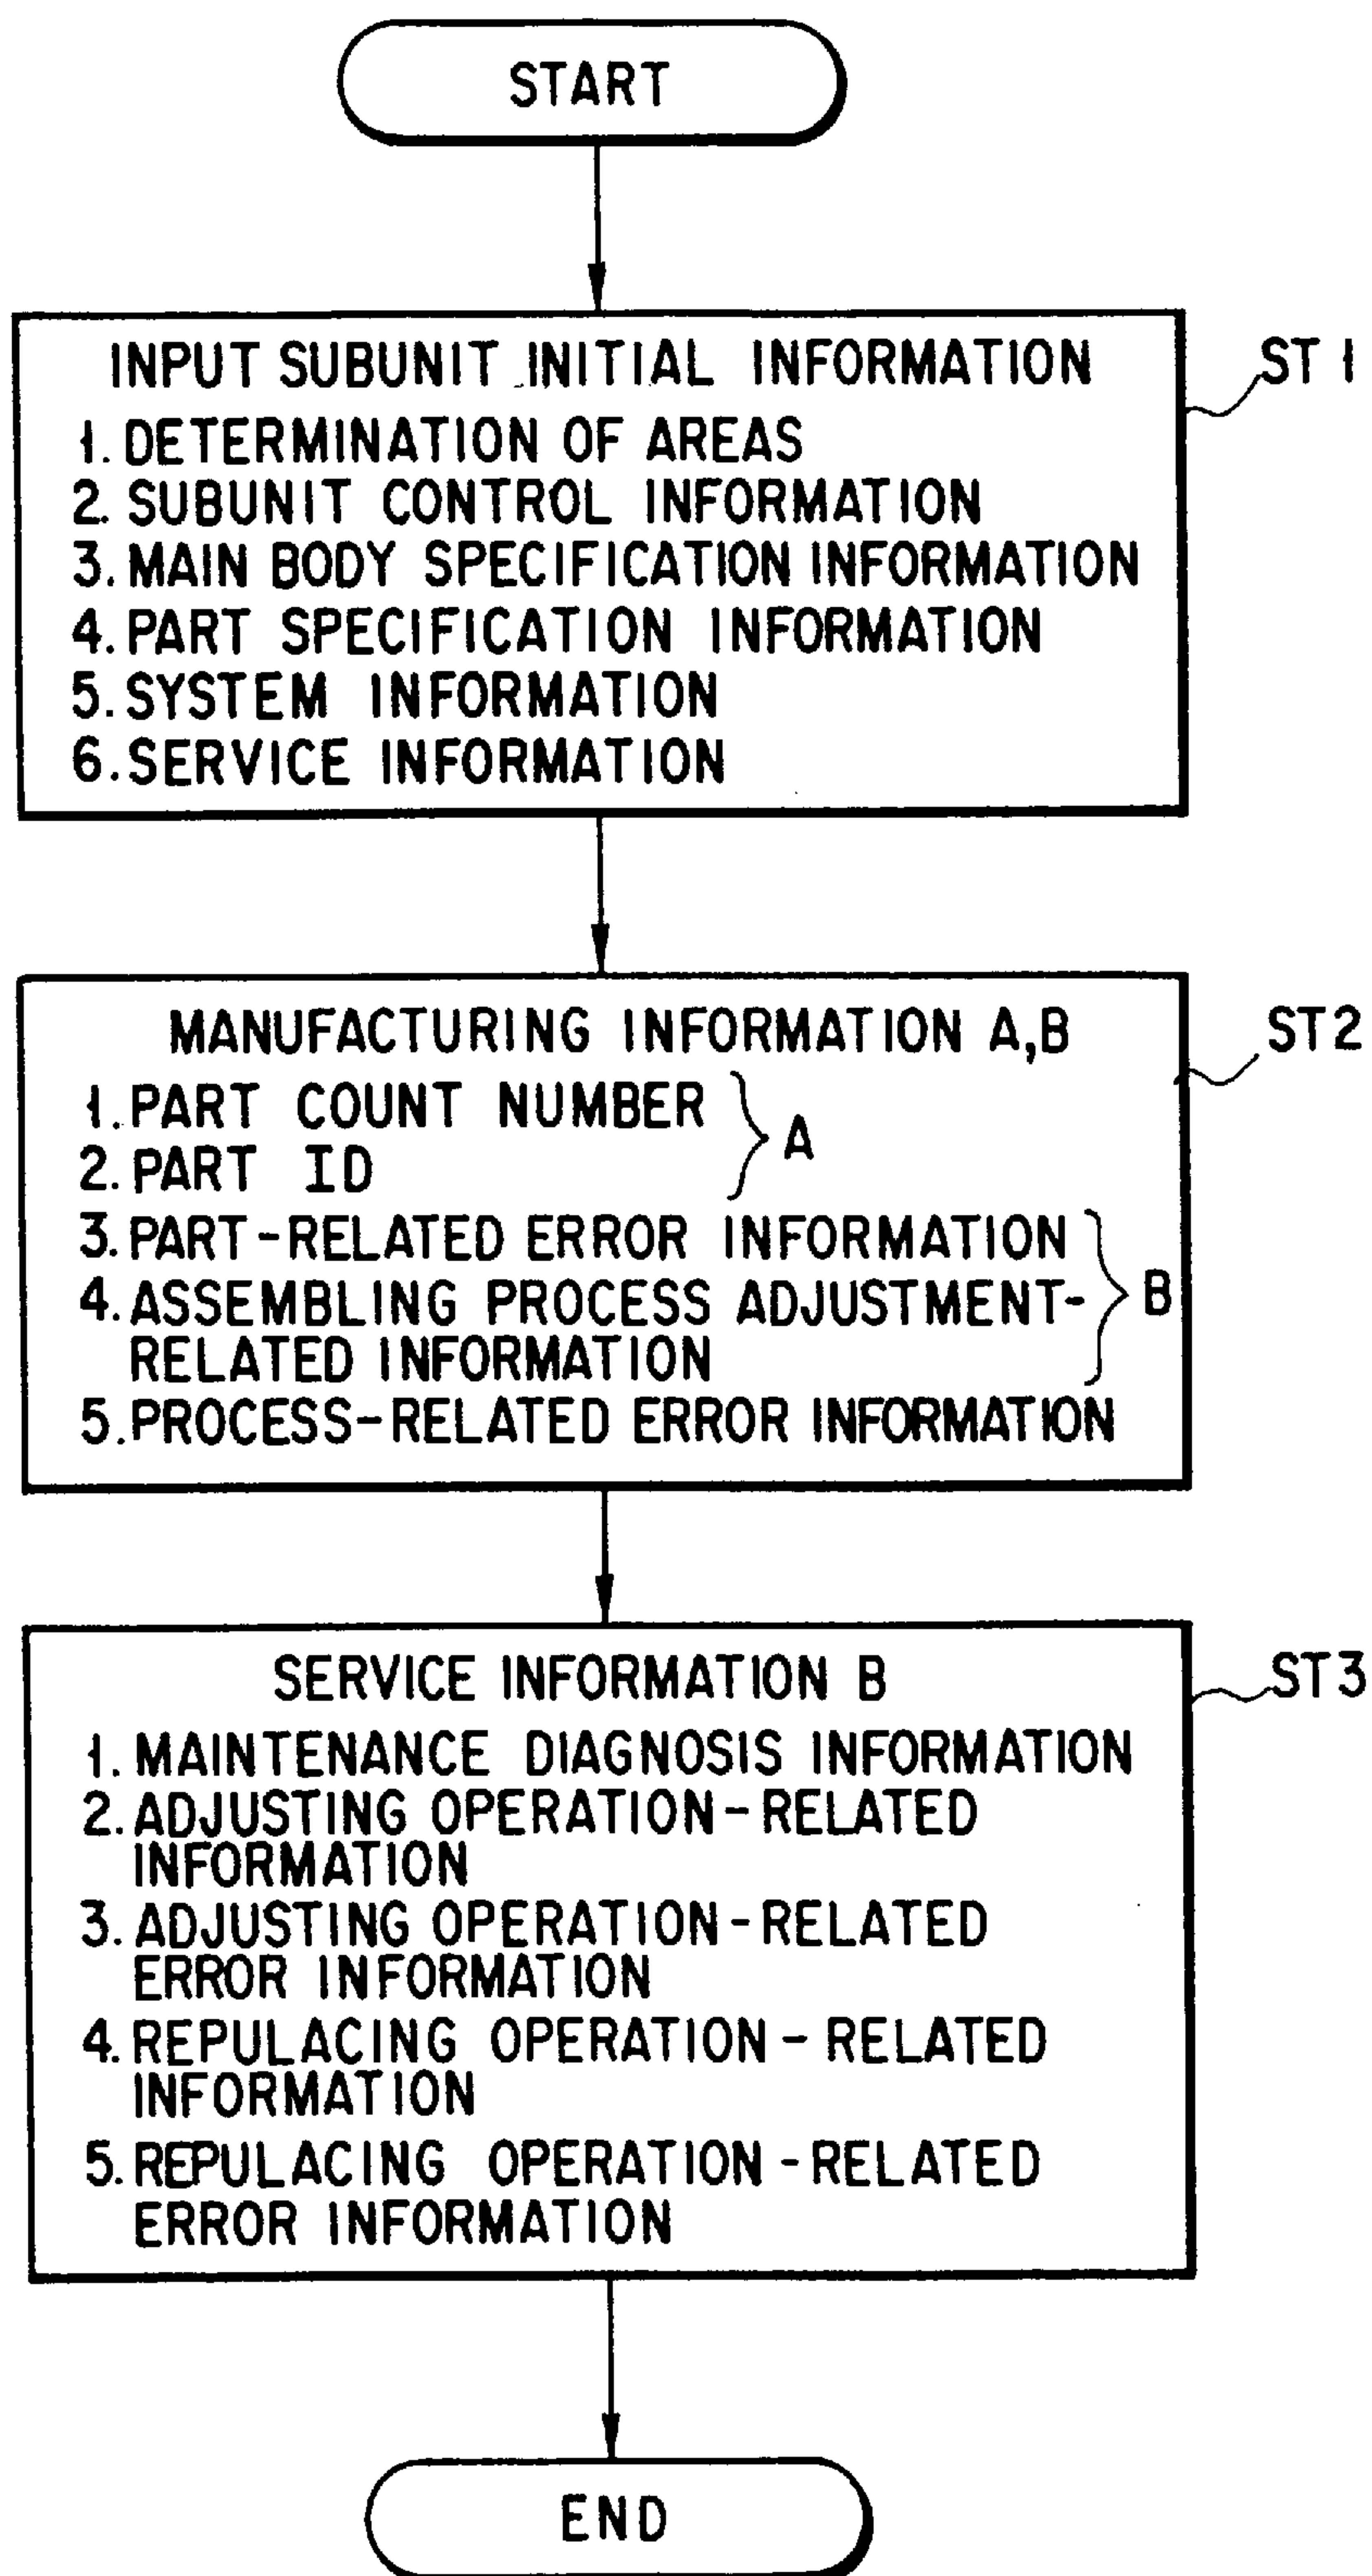 START
INPUT SUBUNIT INITIAL INFORMATION
ST 1
1. DETERMINATION OF AREAS
2. SUBUNIT CONTROL INFORMATION
3. MAIN BODY SPECIFICATION INFORMATION
4. PART SPECIFICATION INFORMATION
5. SYSTEM INFORMATION
6. SERVICE INFORMATION
MANUFACTURING INFORMATION A,B
ST2
1. PART COUNT NUMBER
2. PART ID
A
3. PART-RELATED ERROR INFORMATION
4. ASSEMBLING PROCESS ADJUSTMENT-
RELATED INFORMATION
B
5. PROCESS-RELATED ERROR INFORMATION
SERVICE INFORMATION B
ST3
1. MAINTENANCE DIAGNOSIS INFORMATION
2. ADJUSTING OPERATION-RELATED
INFORMATION
3. ADJUSTING OPERATION-RELATED
ERROR INFORMATION
4. REPULACING OPERATION-RELATED
INFORMATION
5. REPULACING OPERATION-RELATED
ERROR INFORMATION
END